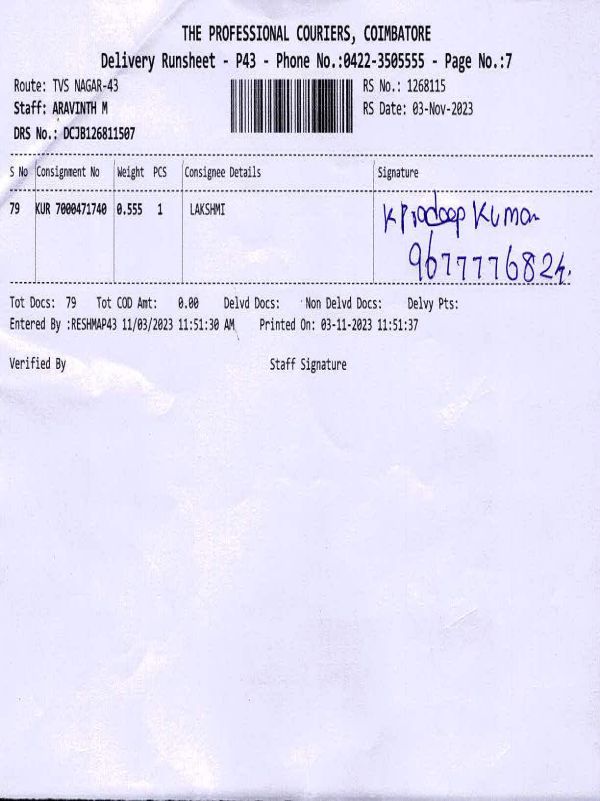 THE PROFESSIONAL COURIERS, COIMBATORE
Delivery Runsheet - P43 - Phone No.:0422-3505555 - Page No.:7
Route: TVS NAGAR-43 RS No.: 1268115
Staff: ARAVINTH M RS Date: 03-Nov-2023
DRS No.: DCJB126811507
S No Consignment No Weight PCS Consignee Details Signature
79 KUR 7000471740 0.555 1 LAKSHMI K Pradeep Kumar
9677776824.
Tot Docs: 79 Tot COD Amt: 0.00 Delvd Docs: Non Delvd Docs: Delvy Pts:
Entered By :RESHMAP43 11/03/2023 11:51:30 AM Printed On: 03-11-2023 11:51:37
Verified By Staff Signature